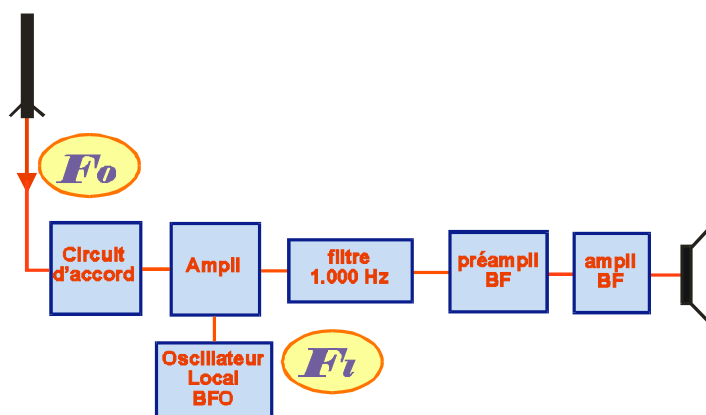 Fo
Circuit
d'accord
Ampli
filtre
1.000 Hz
préampli
BF
ampli
BF
Oscillateur
Local
BFO
Fl